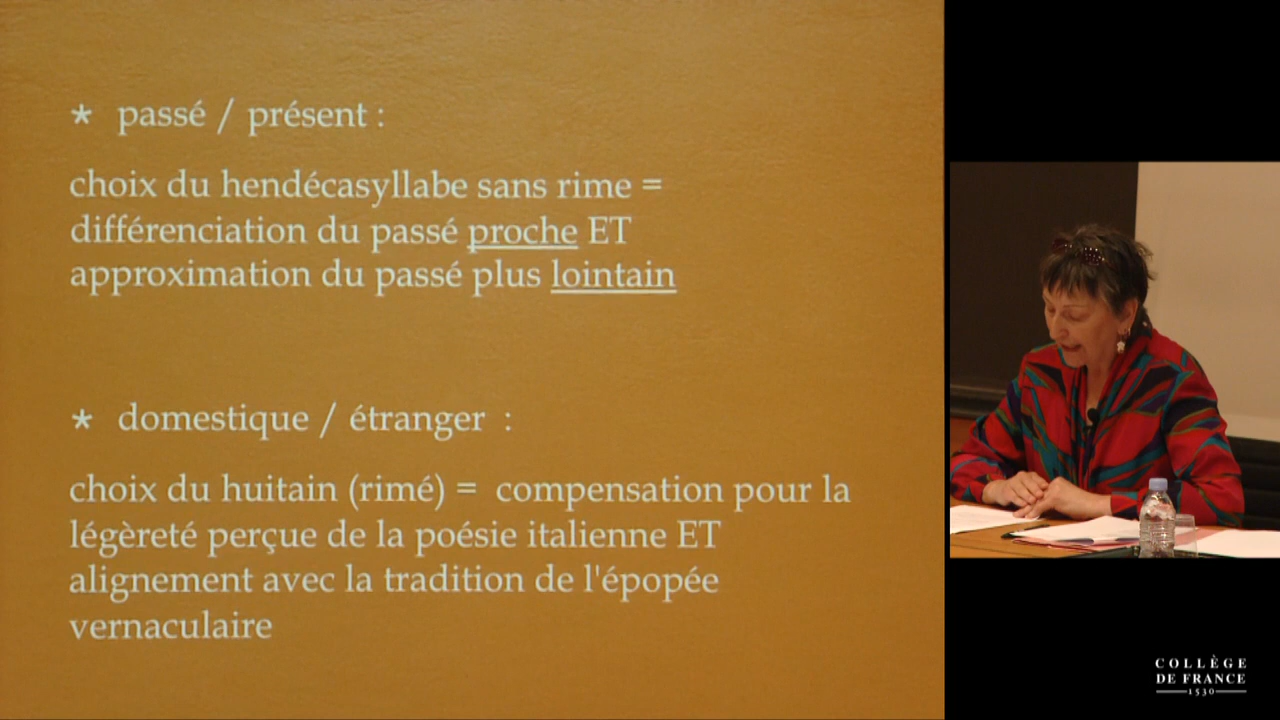 * passé / présent :
choix du hendécasyllabe sans rime =
différenciation du passé proche ET
approximation du passé plus lointain
* domestique / étranger :
choix du huitain (rimé) = compensation pour la
légèreté perçue de la poésie italienne ET
alignement avec la tradition de l'épopée
vernaculaire
COLLÈGE
DE FRANCE
1530